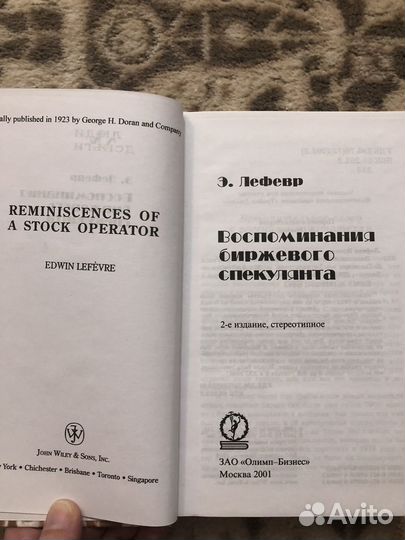 ally published in 1923 by George H. Doran and Company
REMINISCENCES OF
A STOCK OPERATOR
EDWIN LEFÈVRE
JOHN WILEY & SONS, INC.
York • Chichester • Brisbane • Toronto • Singapore
Э. Лефевр
Воспоминания
биржевого
спекулянта
2-е издание, стереотипное
ЗАО «Олимп–Бизнес»
Москва 2001
Avito